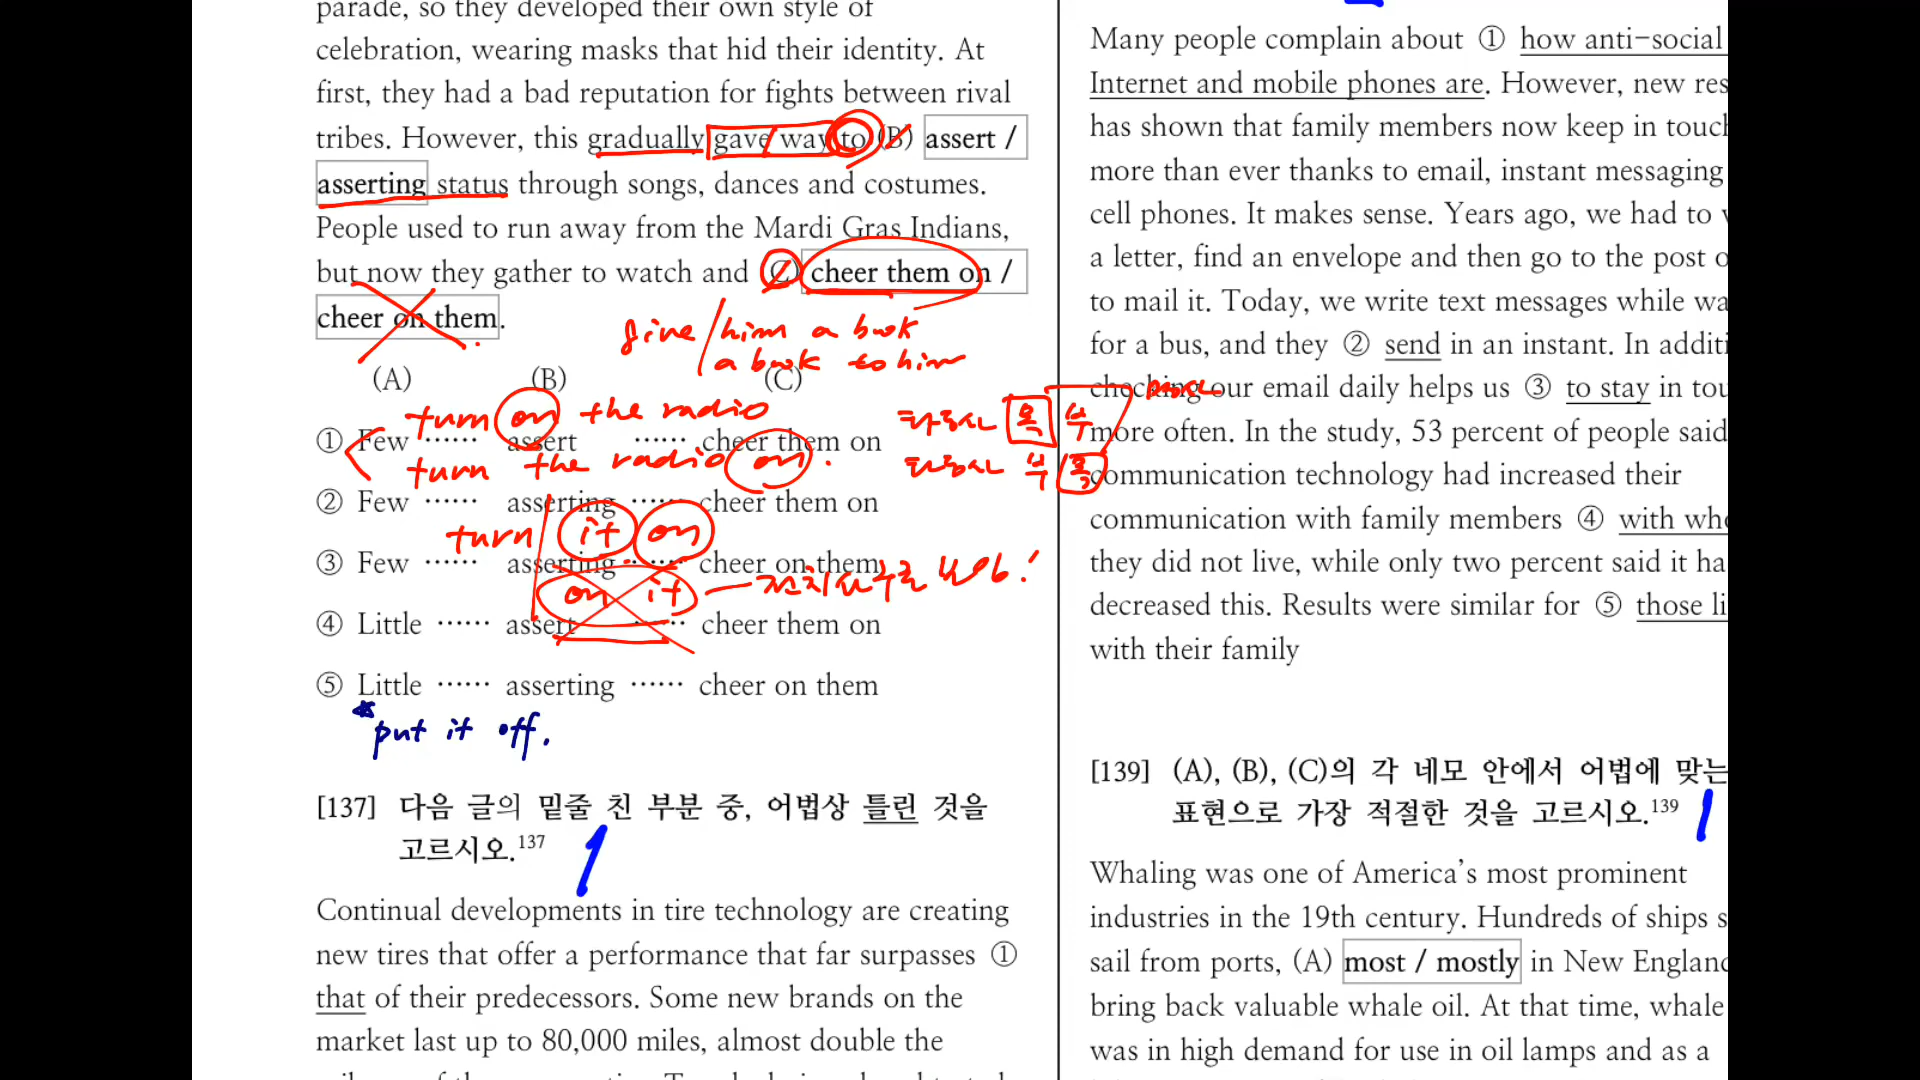 parade, so they developed their own style of
celebration, wearing masks that hid their identity. At
first, they had a bad reputation for fights between rival
tribes. However, this gradually gave way to (B) assert /
asserting status through songs, dances and costumes.
People used to run away from the Mardi Gras Indians,
but now they gather to watch and (C) cheer them on /
cheer on them.
give him a book
a book to him
(A) (B) (C)
turn on the radio
① Few ······ assert ······ cheer them on
turn the radio on.
② Few ······ asserting ······ cheer them on
turn it on
③ Few ······ asserting ······ cheer on them
on it
④ Little ······ assert ······ cheer them on
⑤ Little ······ asserting ······ cheer on them
put it off.
타동사 목 부
타동사 부 목
[137] 다음 글의 밑줄 친 부분 중, 어법상 틀린 것을
고르시오.137
Continual developments in tire technology are creating
new tires that offer a performance that far surpasses ①
that of their predecessors. Some new brands on the
market last up to 80,000 miles, almost double the
Many people complain about ① how anti-social
Internet and mobile phones are. However, new res
has shown that family members now keep in touch
more than ever thanks to email, instant messaging
cell phones. It makes sense. Years ago, we had to w
a letter, find an envelope and then go to the post o
to mail it. Today, we write text messages while wa
for a bus, and they ② send in an instant. In additi
checking our email daily helps us ③ to stay in tou
more often. In the study, 53 percent of people said
communication technology had increased their
communication with family members ④ with who
they did not live, while only two percent said it ha
decreased this. Results were similar for ⑤ those li
with their family
[139] (A), (B), (C)의 각 네모 안에서 어법에 맞는
표현으로 가장 적절한 것을 고르시오.139
Whaling was one of America's most prominent
industries in the 19th century. Hundreds of ships s
sail from ports, (A) most / mostly in New England
bring back valuable whale oil. At that time, whale
was in high demand for use in oil lamps and as a